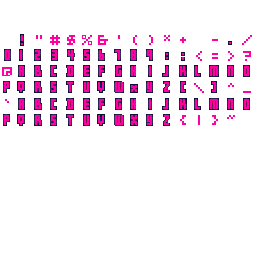 ! " # $ % & ' ( ) * + - . /
0 1 2 3 4 5 6 7 8 9 : ; < = > ?
@ A B C D E F G H I J K L M N O
P Q R S T U V W X Y Z [ \ ] ^ _
` A B C D E F G H I J K L M N O
P Q R S T U V W X Y Z { | } ~